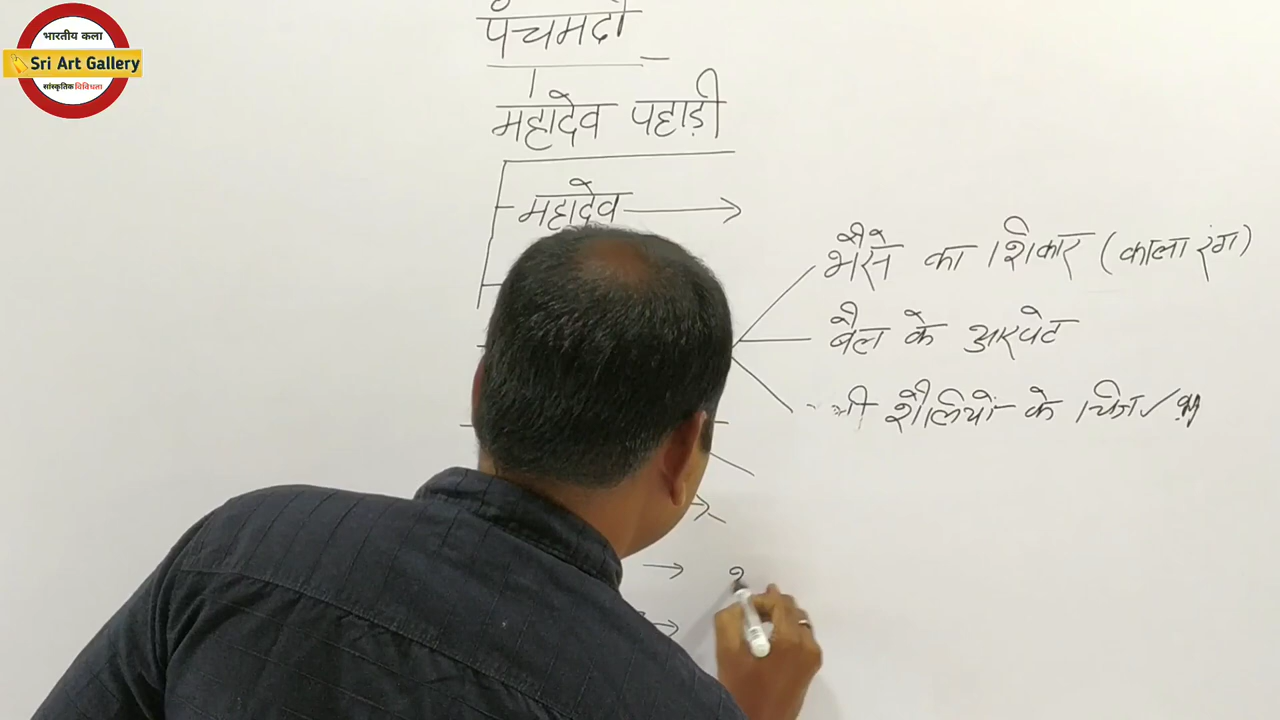 भारतीय कला
Sri Art Gallery
सांस्कृतिक विविधता
पंचमढी
महादेव पहाड़ी
महादेव
भैंसे का शिकार (काला रंग)
बैल के आखेट
शैलियों के चित्र